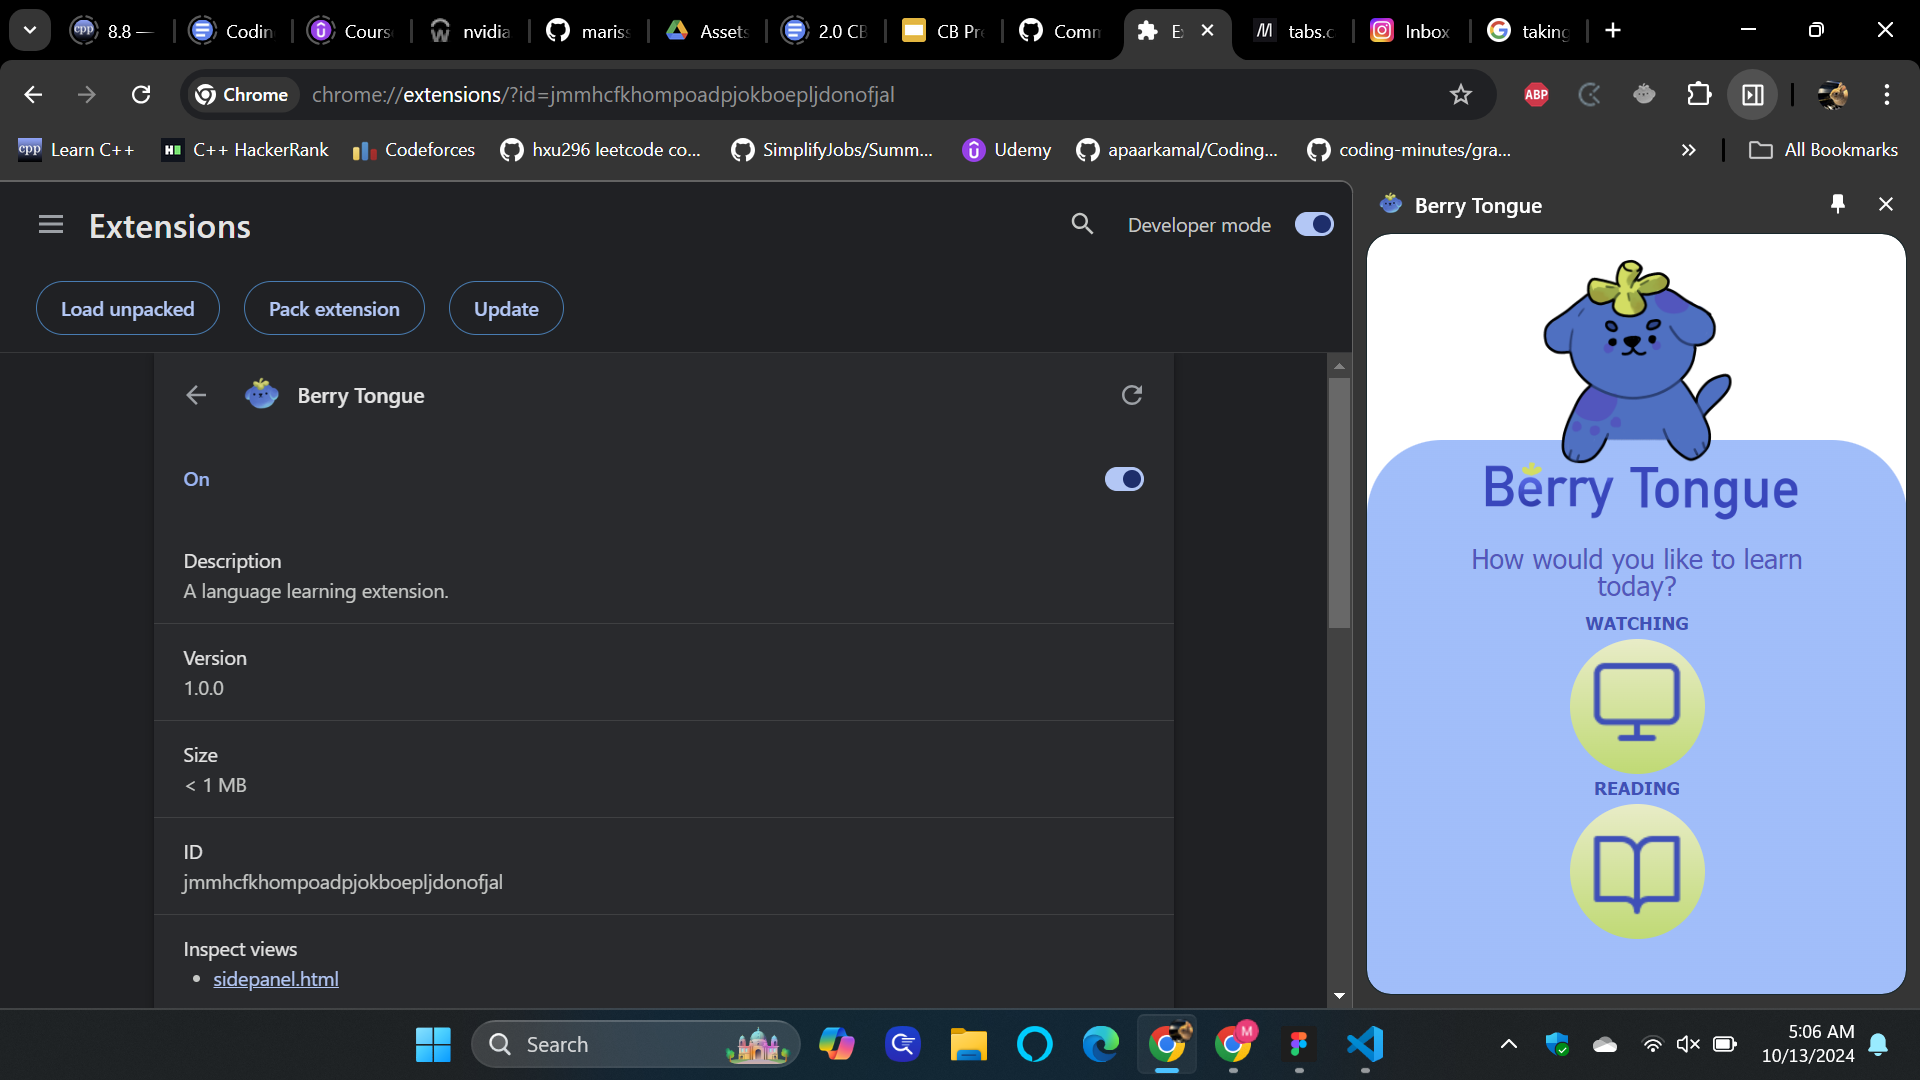 8.8 —
Codin
Cours
nvidia
mariss
Assets
2.0 CB
CB Pre
Comm
E
tabs.c
Inbox
taking
Chrome
chrome://extensions/?id=jmmhcfkhompoadpjokboepljdonofjal
ABP
Learn C++
C++ HackerRank
Codeforces
hxu296 leetcode co...
SimplifyJobs/Summ...
Udemy
apaarkamal/Coding...
coding-minutes/gra...
All Bookmarks
Extensions
Developer mode
Load unpacked
Pack extension
Update
Berry Tongue
On
Description
A language learning extension.
Version
1.0.0
Size
< 1 MB
ID
jmmhcfkhompoadpjokboepljdonofjal
Inspect views
sidepanel.html
Berry Tongue
Berry Tongue
How would you like to learn
today?
WATCHING
READING
Search
M
5:06 AM
10/13/2024